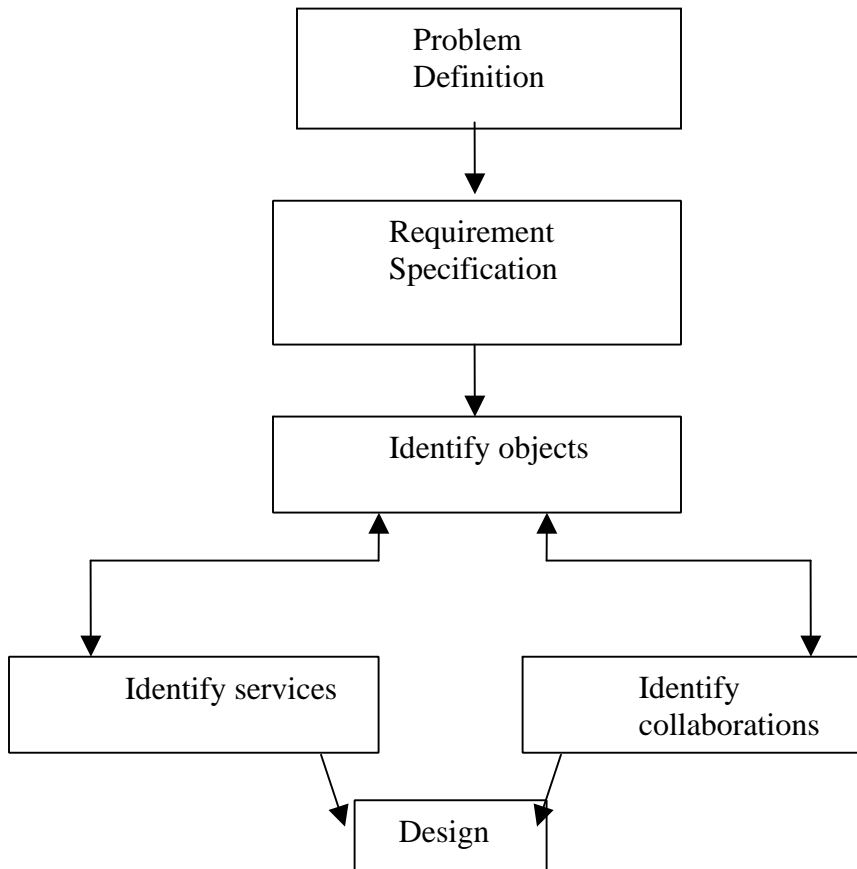 Problem
Definition
Requirement
Specification
Identify objects
Identify services
Identify
collaborations
Design